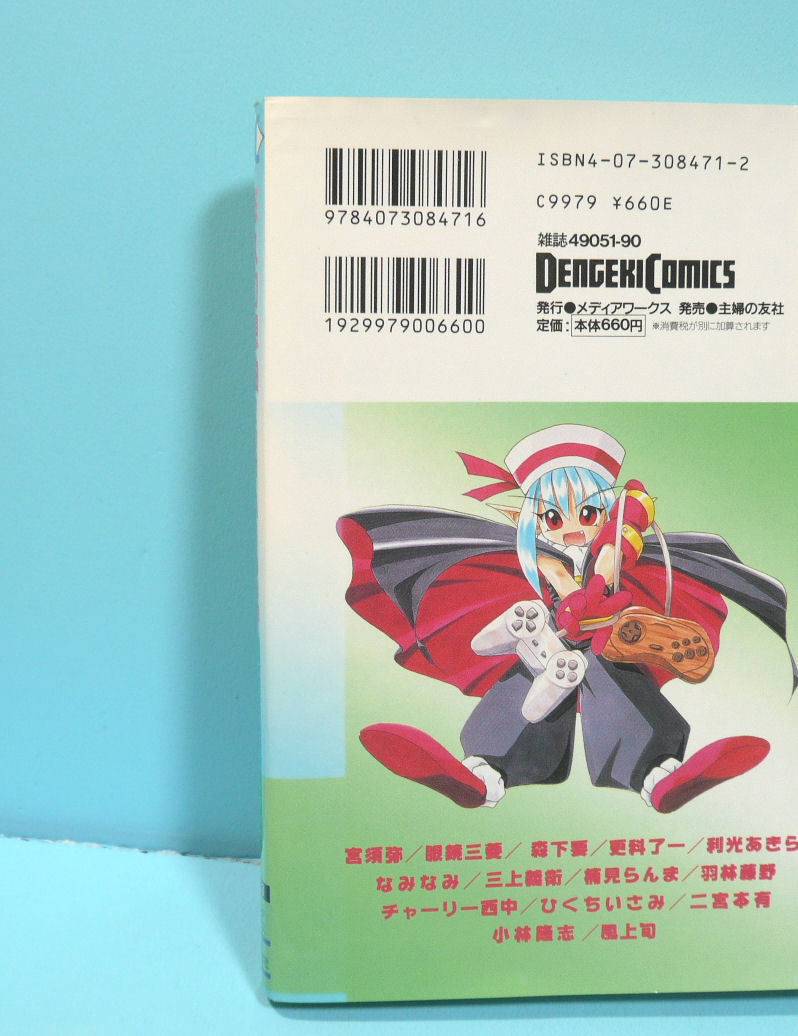 9784073084716
ISBN4-07-308471-2
C9979 ¥660E
雑誌49051-90
DENGEKI COMICS
発行●メディアワークス 発売●主婦の友社
定価:本体660円 ※消費税が別に加算されます
1929979006600
宮須弥／眼鏡三菱／森下要／更科了一／利光あきら
なみなみ／三上義衛／楠見らんま／羽林藤野
チャーリー西中／ひくちいさみ／二宮本有
小林隆志／風上旬